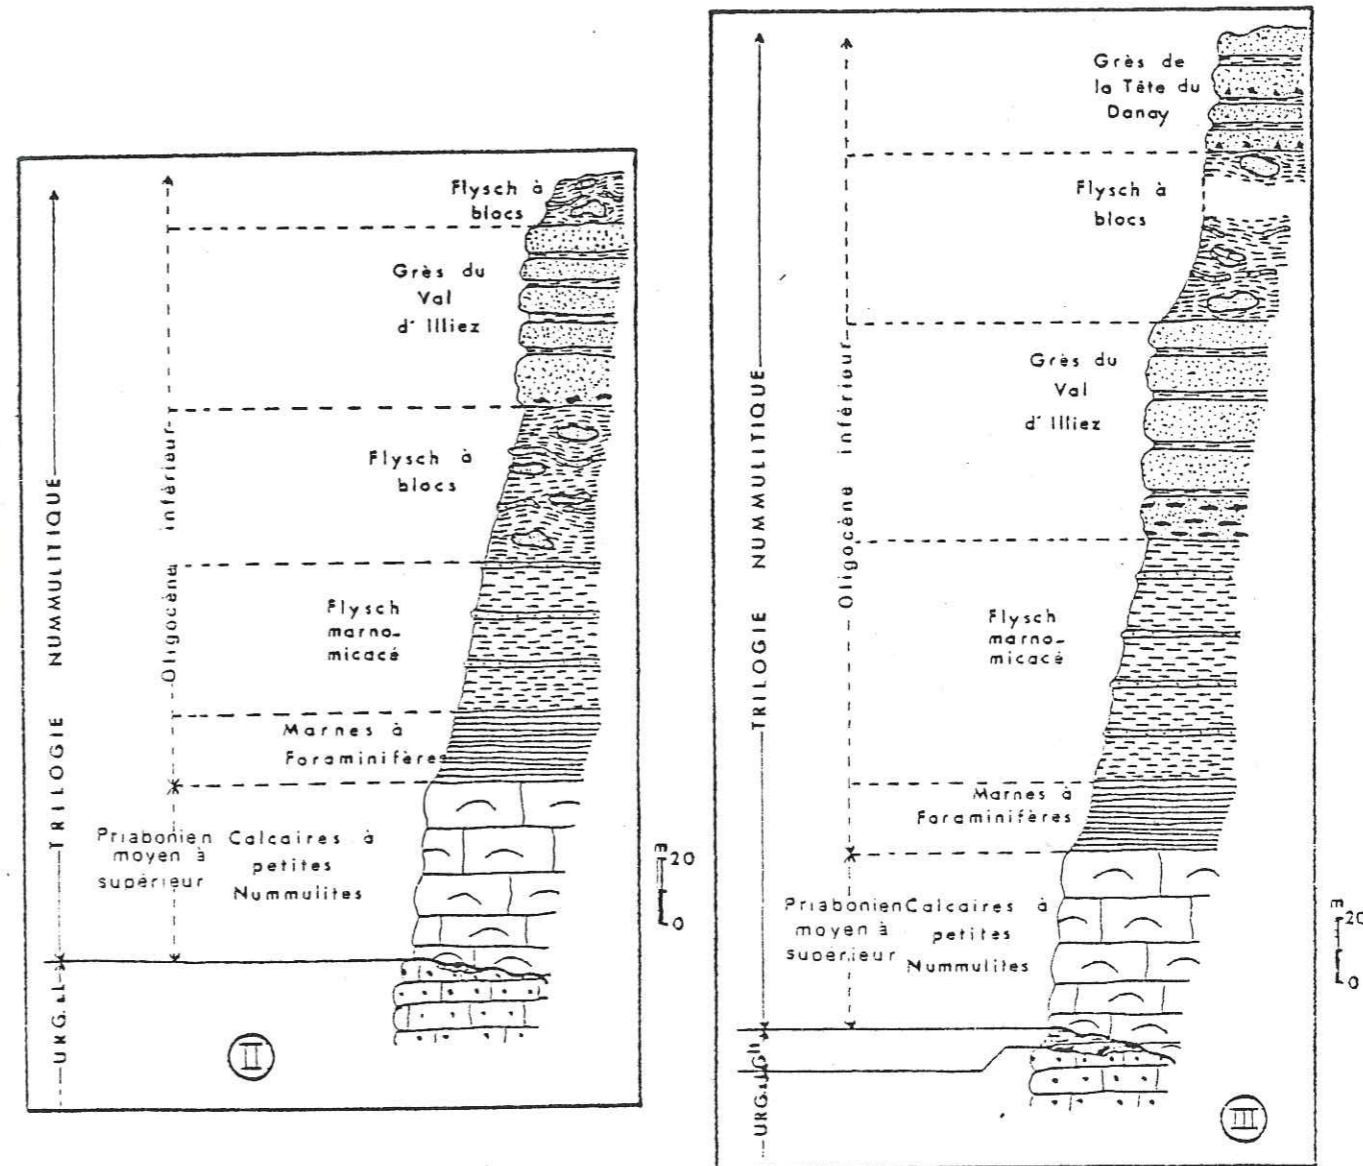 Flysch à
blocs
Grès du
Val
d' Illiez
Flysch à
blocs
Flysch
marno-
micacé
Marnes à
Foraminifères
Priabonien
moyen à
supérieur
Calcaires à
petites
Nummulites
Oligocène inférieur
TRILOGIE NUMMULITIQUE
URG. s.l.
m
20
0
II
Grès de
la Tête du
Danay
Flysch à
blocs
Grès du
Val
d' Illiez
Flysch
marno-
micacé
Marnes à
Foraminifères
Priabonien
moyen à
supérieur
Calcaires à
petites
Nummulites
Oligocène inférieur
TRILOGIE NUMMULITIQUE
URG. s.l.
m
20
0
III